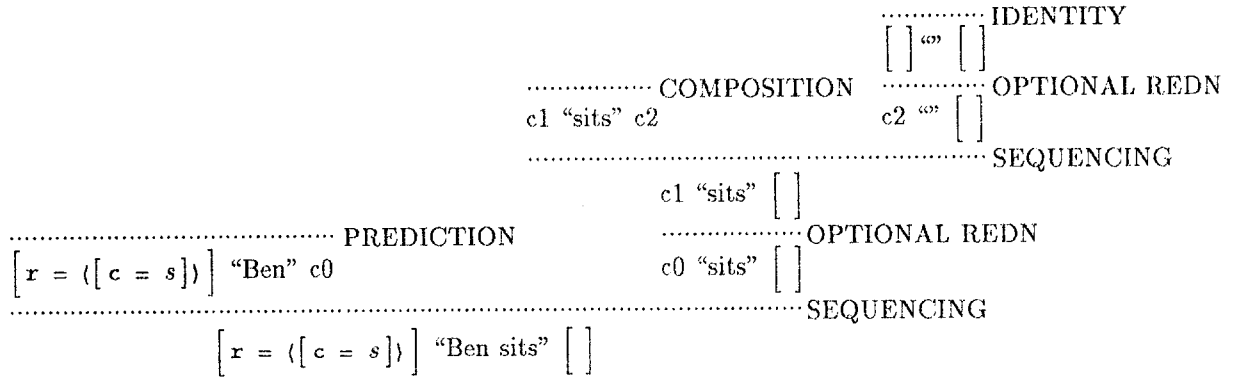 .............. IDENTITY
[ ] “” [ ]
................ COMPOSITION ............. OPTIONAL REDN
c1 “sits” c2 c2 “” [ ]
.................................................... SEQUENCING
c1 “sits” [ ]
.................................... PREDICTION ................ OPTIONAL REDN
[ r = ⟨[ c = s ]⟩ ] “Ben” c0 c0 “sits” [ ]
........................................................................ SEQUENCING
[ r = ⟨[ c = s ]⟩ ] “Ben sits” [ ]